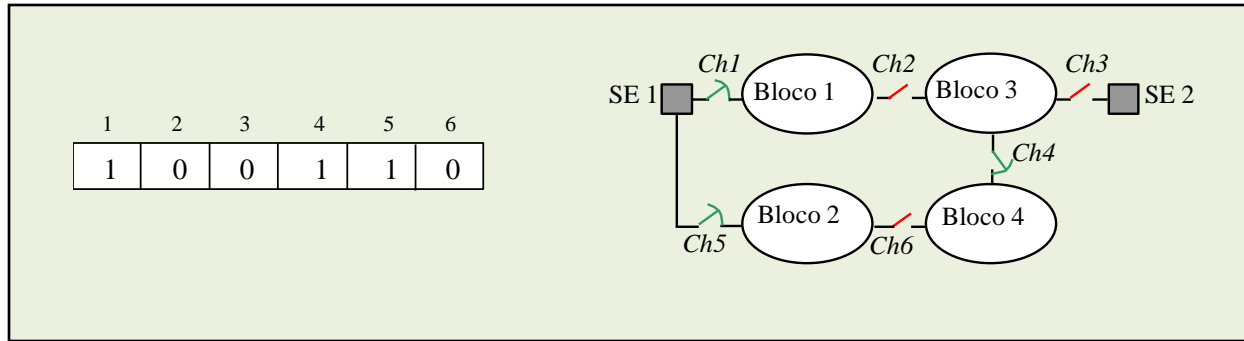 1 2 3 4 5 6
1 0 0 1 1 0
Ch1 Ch2 Ch3
SE 1 Bloco 1 Bloco 3 SE 2
Ch4
Bloco 2 Bloco 4
Ch5 Ch6